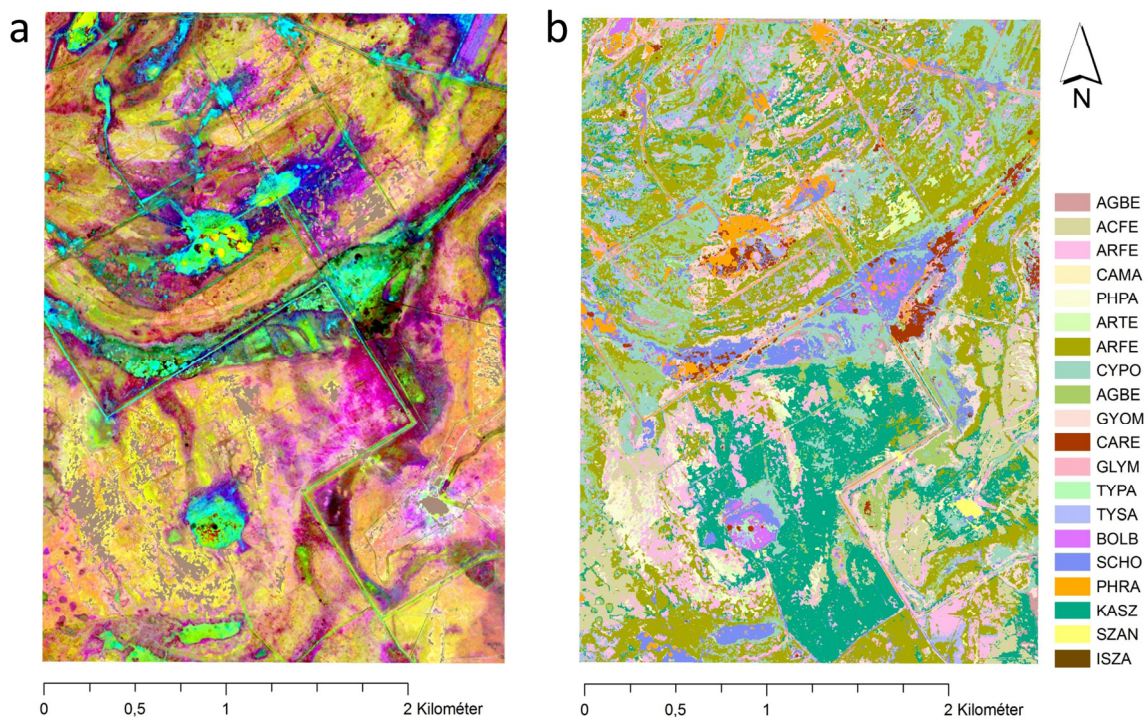 a
b
N
AGBE
ACFE
ARFE
CAMA
PHPA
ARTE
ARFE
CYPO
AGBE
GYOM
CARE
GLYM
TYPA
TYSA
BOLB
SCHO
PHRA
KASZ
SZAN
ISZA
0 0,5 1 2 Kilométer
0 0,5 1 2 Kilométer